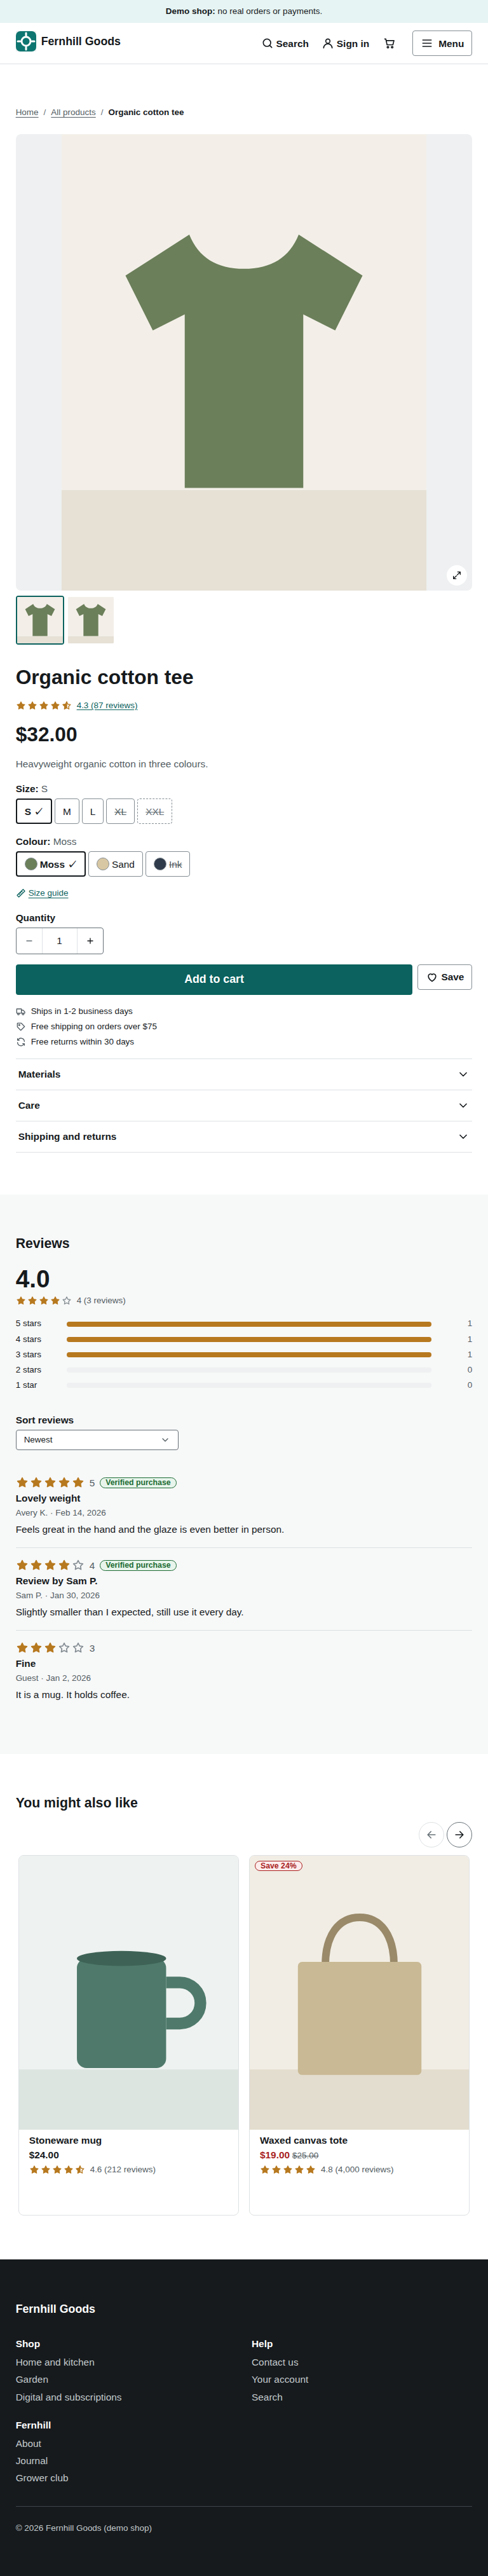 Demo shop: no real orders or payments.
Fernhill Goods
Search
Sign in
Menu
Home / All products / Organic cotton tee
Organic cotton tee
4.3 (87 reviews)
$32.00
Heavyweight organic cotton in three colours.
Size: S
S ✓ M L XL XXL
Colour: Moss
Moss ✓ Sand Ink
Size guide
Quantity
− 1 +
Add to cart
Save
Ships in 1-2 business days
Free shipping on orders over $75
Free returns within 30 days
Materials
Care
Shipping and returns
Reviews
4.0
4 (3 reviews)
5 stars 1
4 stars 1
3 stars 1
2 stars 0
1 star 0
Sort reviews
Newest
5 Verified purchase
Lovely weight
Avery K. · Feb 14, 2026
Feels great in the hand and the glaze is even better in person.
4 Verified purchase
Review by Sam P.
Sam P. · Jan 30, 2026
Slightly smaller than I expected, still use it every day.
3
Fine
Guest · Jan 2, 2026
It is a mug. It holds coffee.
You might also like
Stoneware mug
$24.00
4.6 (212 reviews)
Save 24%
Waxed canvas tote
$19.00 $25.00
4.8 (4,000 reviews)
Fernhill Goods
Shop
Home and kitchen
Garden
Digital and subscriptions
Help
Contact us
Your account
Search
Fernhill
About
Journal
Grower club
© 2026 Fernhill Goods (demo shop)